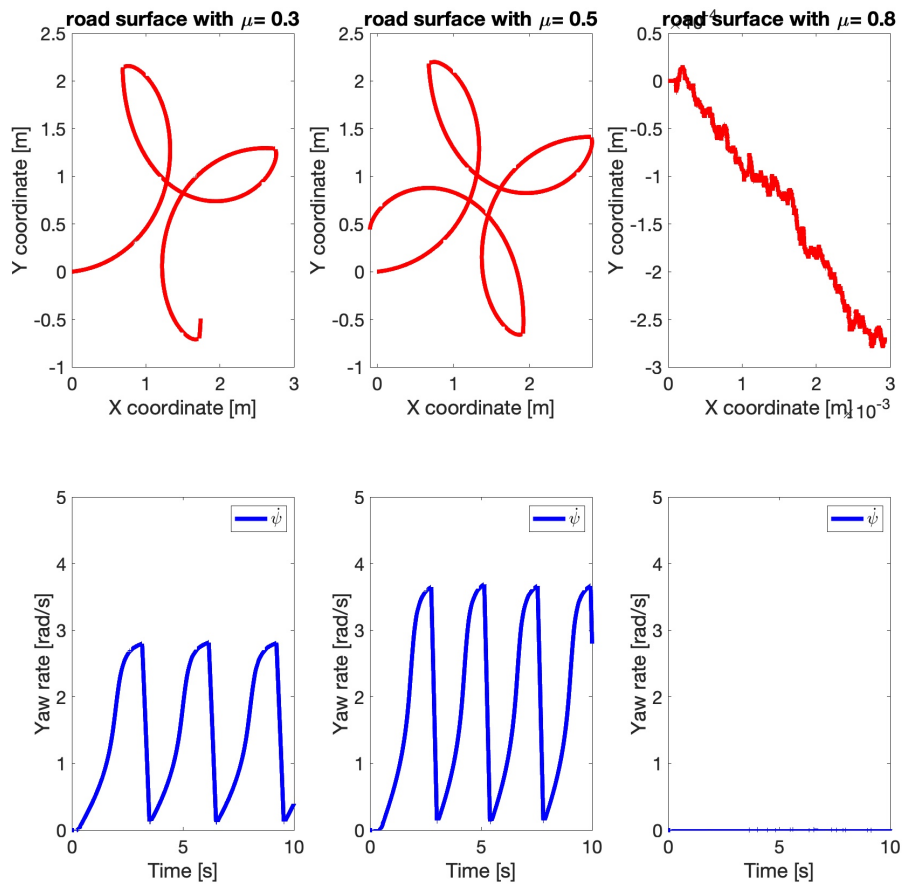 road surface with μ= 0.3
road surface with μ= 0.5
road surface with μ= 0.8
2.5
2
1.5
1
0.5
0
-0.5
-1
Y coordinate [m]
0 1 2 3
X coordinate [m]
2.5
2
1.5
1
0.5
0
-0.5
-1
Y coordinate [m]
0 1 2
X coordinate [m]
0.5
0
-0.5
-1
-1.5
-2
-2.5
-3
Y coordinate [m]
0 1 2 3
X coordinate [m]
×10⁻³
5
4
3
2
1
0
Yaw rate [rad/s]
ψ̇
0 5 10
Time [s]
5
4
3
2
1
0
Yaw rate [rad/s]
ψ̇
0 5 10
Time [s]
5
4
3
2
1
0
Yaw rate [rad/s]
ψ̇
0 5 10
Time [s]